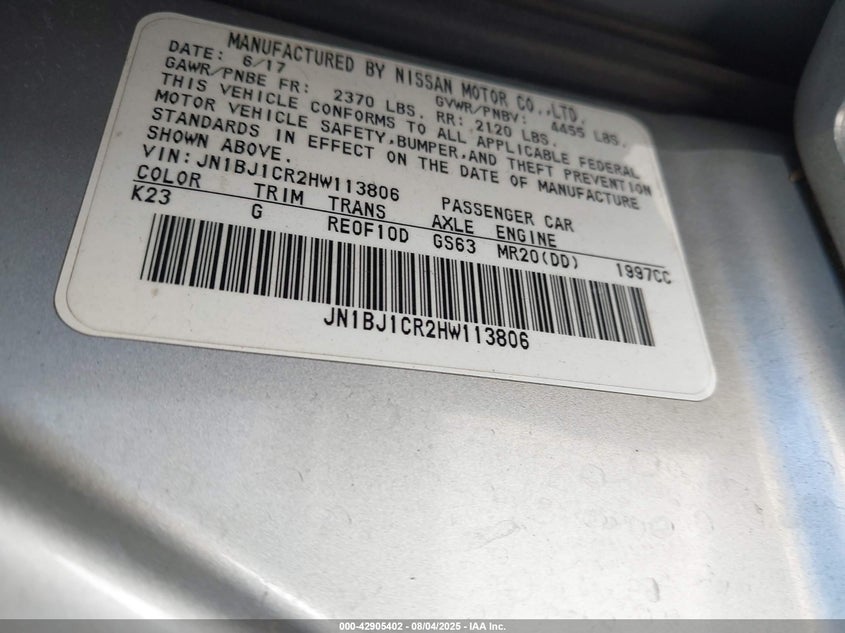 MANUFACTURED BY NISSAN MOTOR CO.,LTD.
DATE: 6/17 GVWR/PNBV: 4455 LBS.
GAWR/PNBE FR: 2370 LBS. RR: 2120 LBS.
THIS VEHICLE CONFORMS TO ALL APPLICABLE FEDERAL
MOTOR VEHICLE SAFETY,BUMPER,AND THEFT PREVENTION
STANDARDS IN EFFECT ON THE DATE OF MANUFACTURE
SHOWN ABOVE.
VIN:JN1BJ1CR2HW113806 PASSENGER CAR
COLOR TRIM TRANS AXLE ENGINE
K23 G RE0F10D GS63 MR20(DD) 1997CC
JN1BJ1CR2HW113806
000-42905402 - 08/04/2025 - IAA Inc.